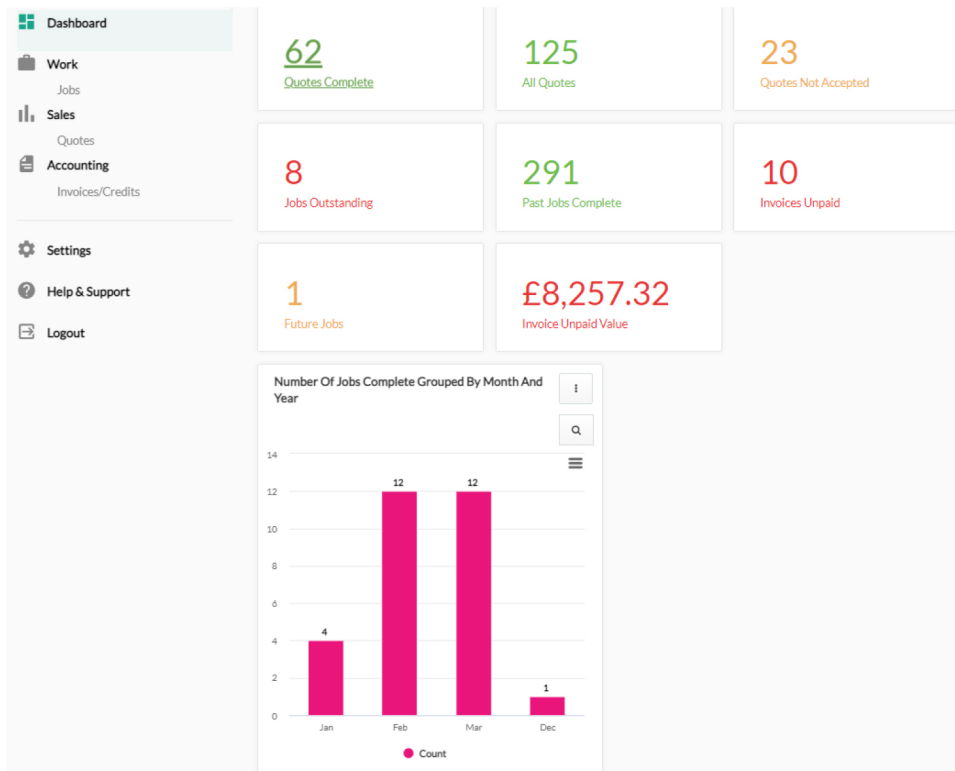 Dashboard
Work
Jobs
Sales
Quotes
Accounting
Invoices/Credits
Settings
Help & Support
Logout
62
Quotes Complete
125
All Quotes
23
Quotes Not Accepted
8
Jobs Outstanding
291
Past Jobs Complete
10
Invoices Unpaid
1
Future Jobs
£8,257.32
Invoice Unpaid Value
Number Of Jobs Complete Grouped By Month And
Year
14
12
10
8
6
4
2
0
4
12
12
1
Jan
Feb
Mar
Dec
Count